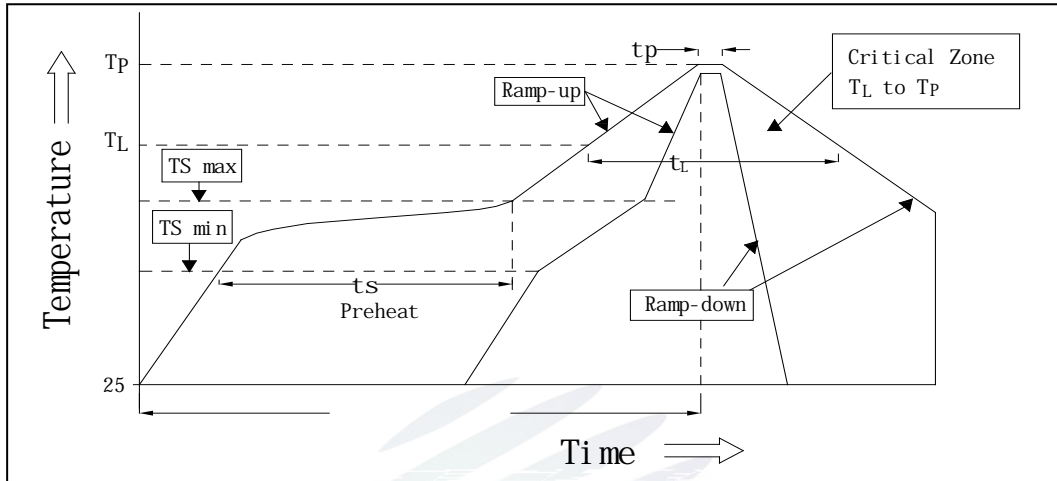 tp
Critical Zone
TL to TP
TP
Ramp-up
TL
tL
TS max
TS min
ts
Preheat
Ramp-down
Temperature
25
Time